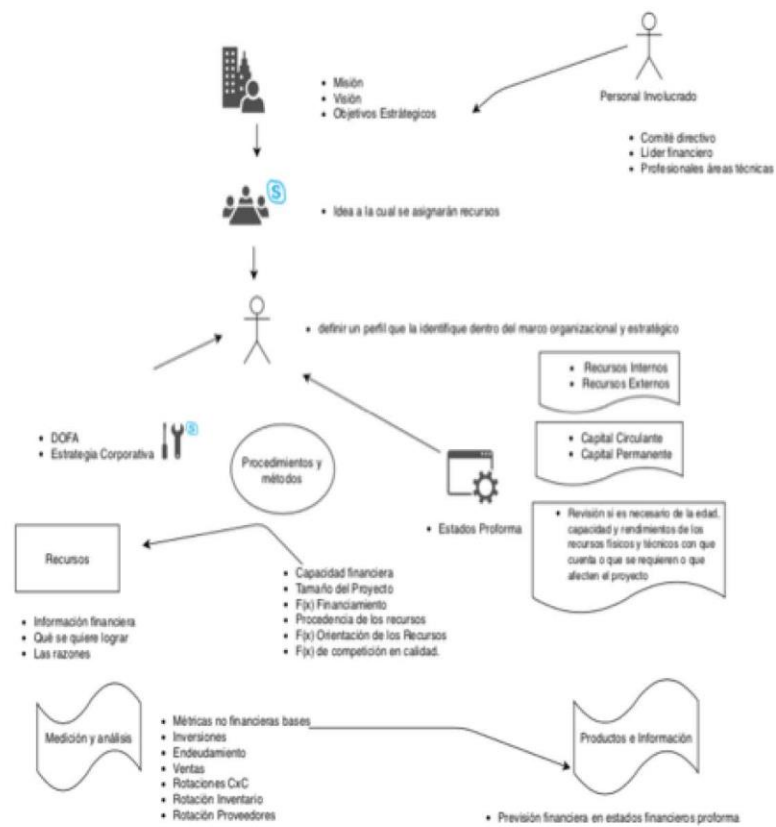 • Misión
• Visión
• Objetivos Estrátegicos
Personal Involucrado
• Comité directivo
• Líder financiero
• Profesionales áreas técnicas
• Idea a la cual se asignarán recursos
• definir un perfil que la identifique dentro del marco organizacional y estratégico
• Recursos Internos
• Recursos Externos
• DOFA
• Estrategia Corporativa
Procedimientos y
métodos
• Capital Circulante
• Capital Permanente
• Estados Proforma
• Revisión si es necesario de la edad,
capacidad y rendimientos de los
recursos físicos y técnicos con que
cuenta o que se requieren o que
afecten el proyecto
Recursos
• Información financiera
• Qué se quiere lograr
• Las razones
• Capacidad financiera
• Tamaño del Proyecto
• F(x) Financiamiento
• Procedencia de los recursos
• F(x) Orientación de los Recursos
• F(x) de competición en calidad.
Medición y análisis
• Métricas no financieras bases
• Inversiones
• Endeudamiento
• Ventas
• Rotaciones CxC
• Rotación Inventario
• Rotación Proveedores
Productos e Información
• Previsión financiera en estados financieros proforma